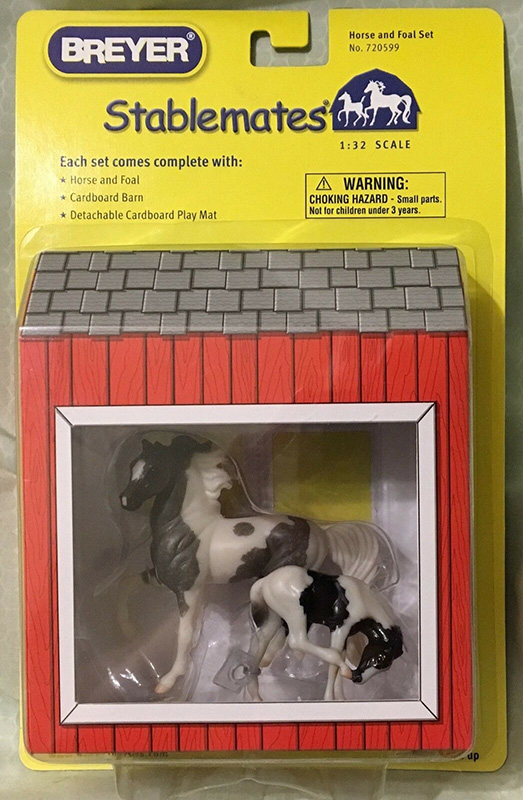 BREYER®
Horse and Foal Set
No. 720599
Stablemates®
1:32 SCALE
Each set comes complete with:
★ Horse and Foal
★ Cardboard Barn
★ Detachable Cardboard Play Mat
⚠ WARNING:
CHOKING HAZARD - Small parts.
Not for children under 3 years.